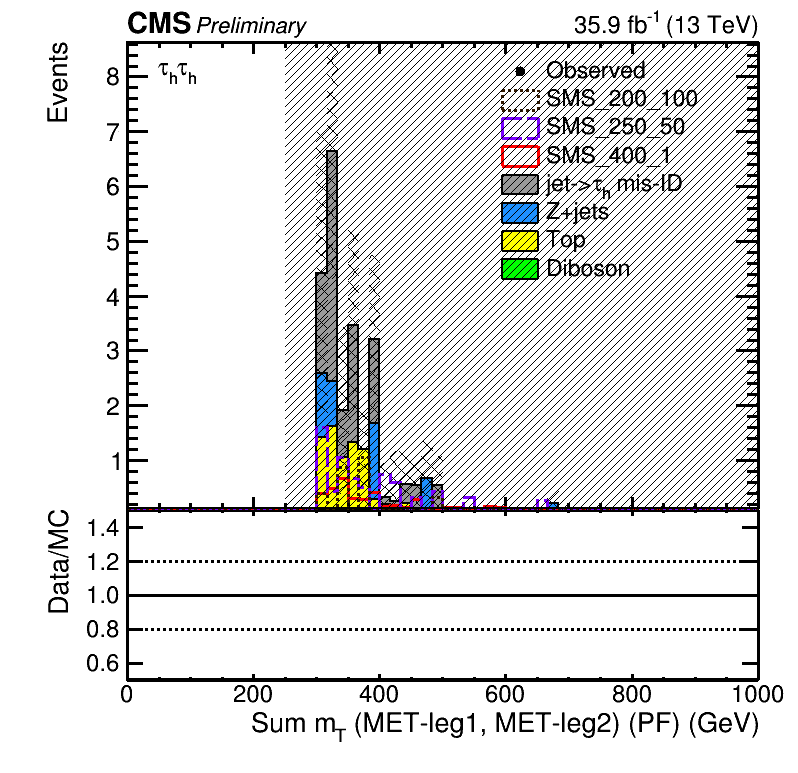 CMS Preliminary 35.9 fb⁻¹ (13 TeV)
Events
τₕτₕ
Observed
SMS_200_100
SMS_250_50
SMS_400_1
jet->τₕ mis-ID
Z+jets
Top
Diboson
8
7
6
5
4
3
2
1
Data/MC
1.4
1.2
1.0
0.8
0.6
0 200 400 600 800 1000
Sum m_T (MET-leg1, MET-leg2) (PF) (GeV)